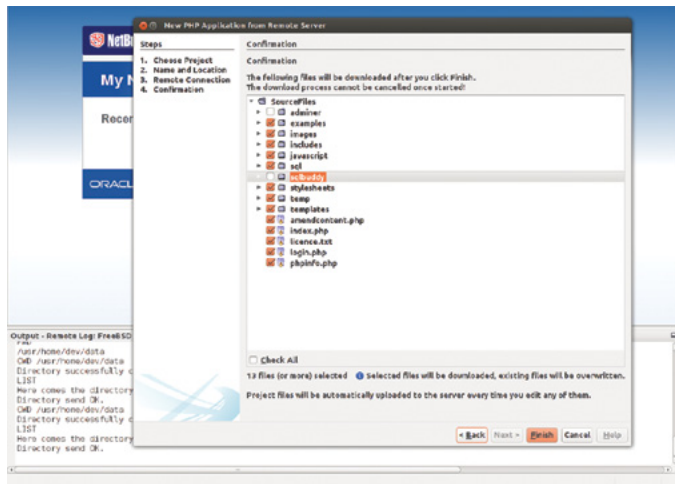 New PHP Application from Remote Server
NetB
My N
Recen
ORACL
Steps
1. Choose Project
2. Name and Location
3. Remote Connection
4. Confirmation
Confirmation
Confirmation
The following files will be downloaded after you click Finish.
The download process cannot be cancelled once started!
SourceFiles
adminer
examples
images
includes
javascript
sql
sqlbuddy
stylesheets
temp
templates
amendcontent.php
index.php
licence.txt
login.php
phpinfo.php
Check All
13 files (or more) selected
Selected files will be downloaded, existing files will be overwritten.
Project files will be automatically uploaded to the server every time you edit any of them.
< Back Next > Finish Cancel Help
Output - Remote Log: FreeBSD
/usr/home/dev/data
CWD /usr/home/dev/data
Directory successfully c
LIST
Here comes the directory
Directory send OK.
CWD /usr/home/dev/data
Directory successfully c
LIST
Here comes the directory
Directory send OK.